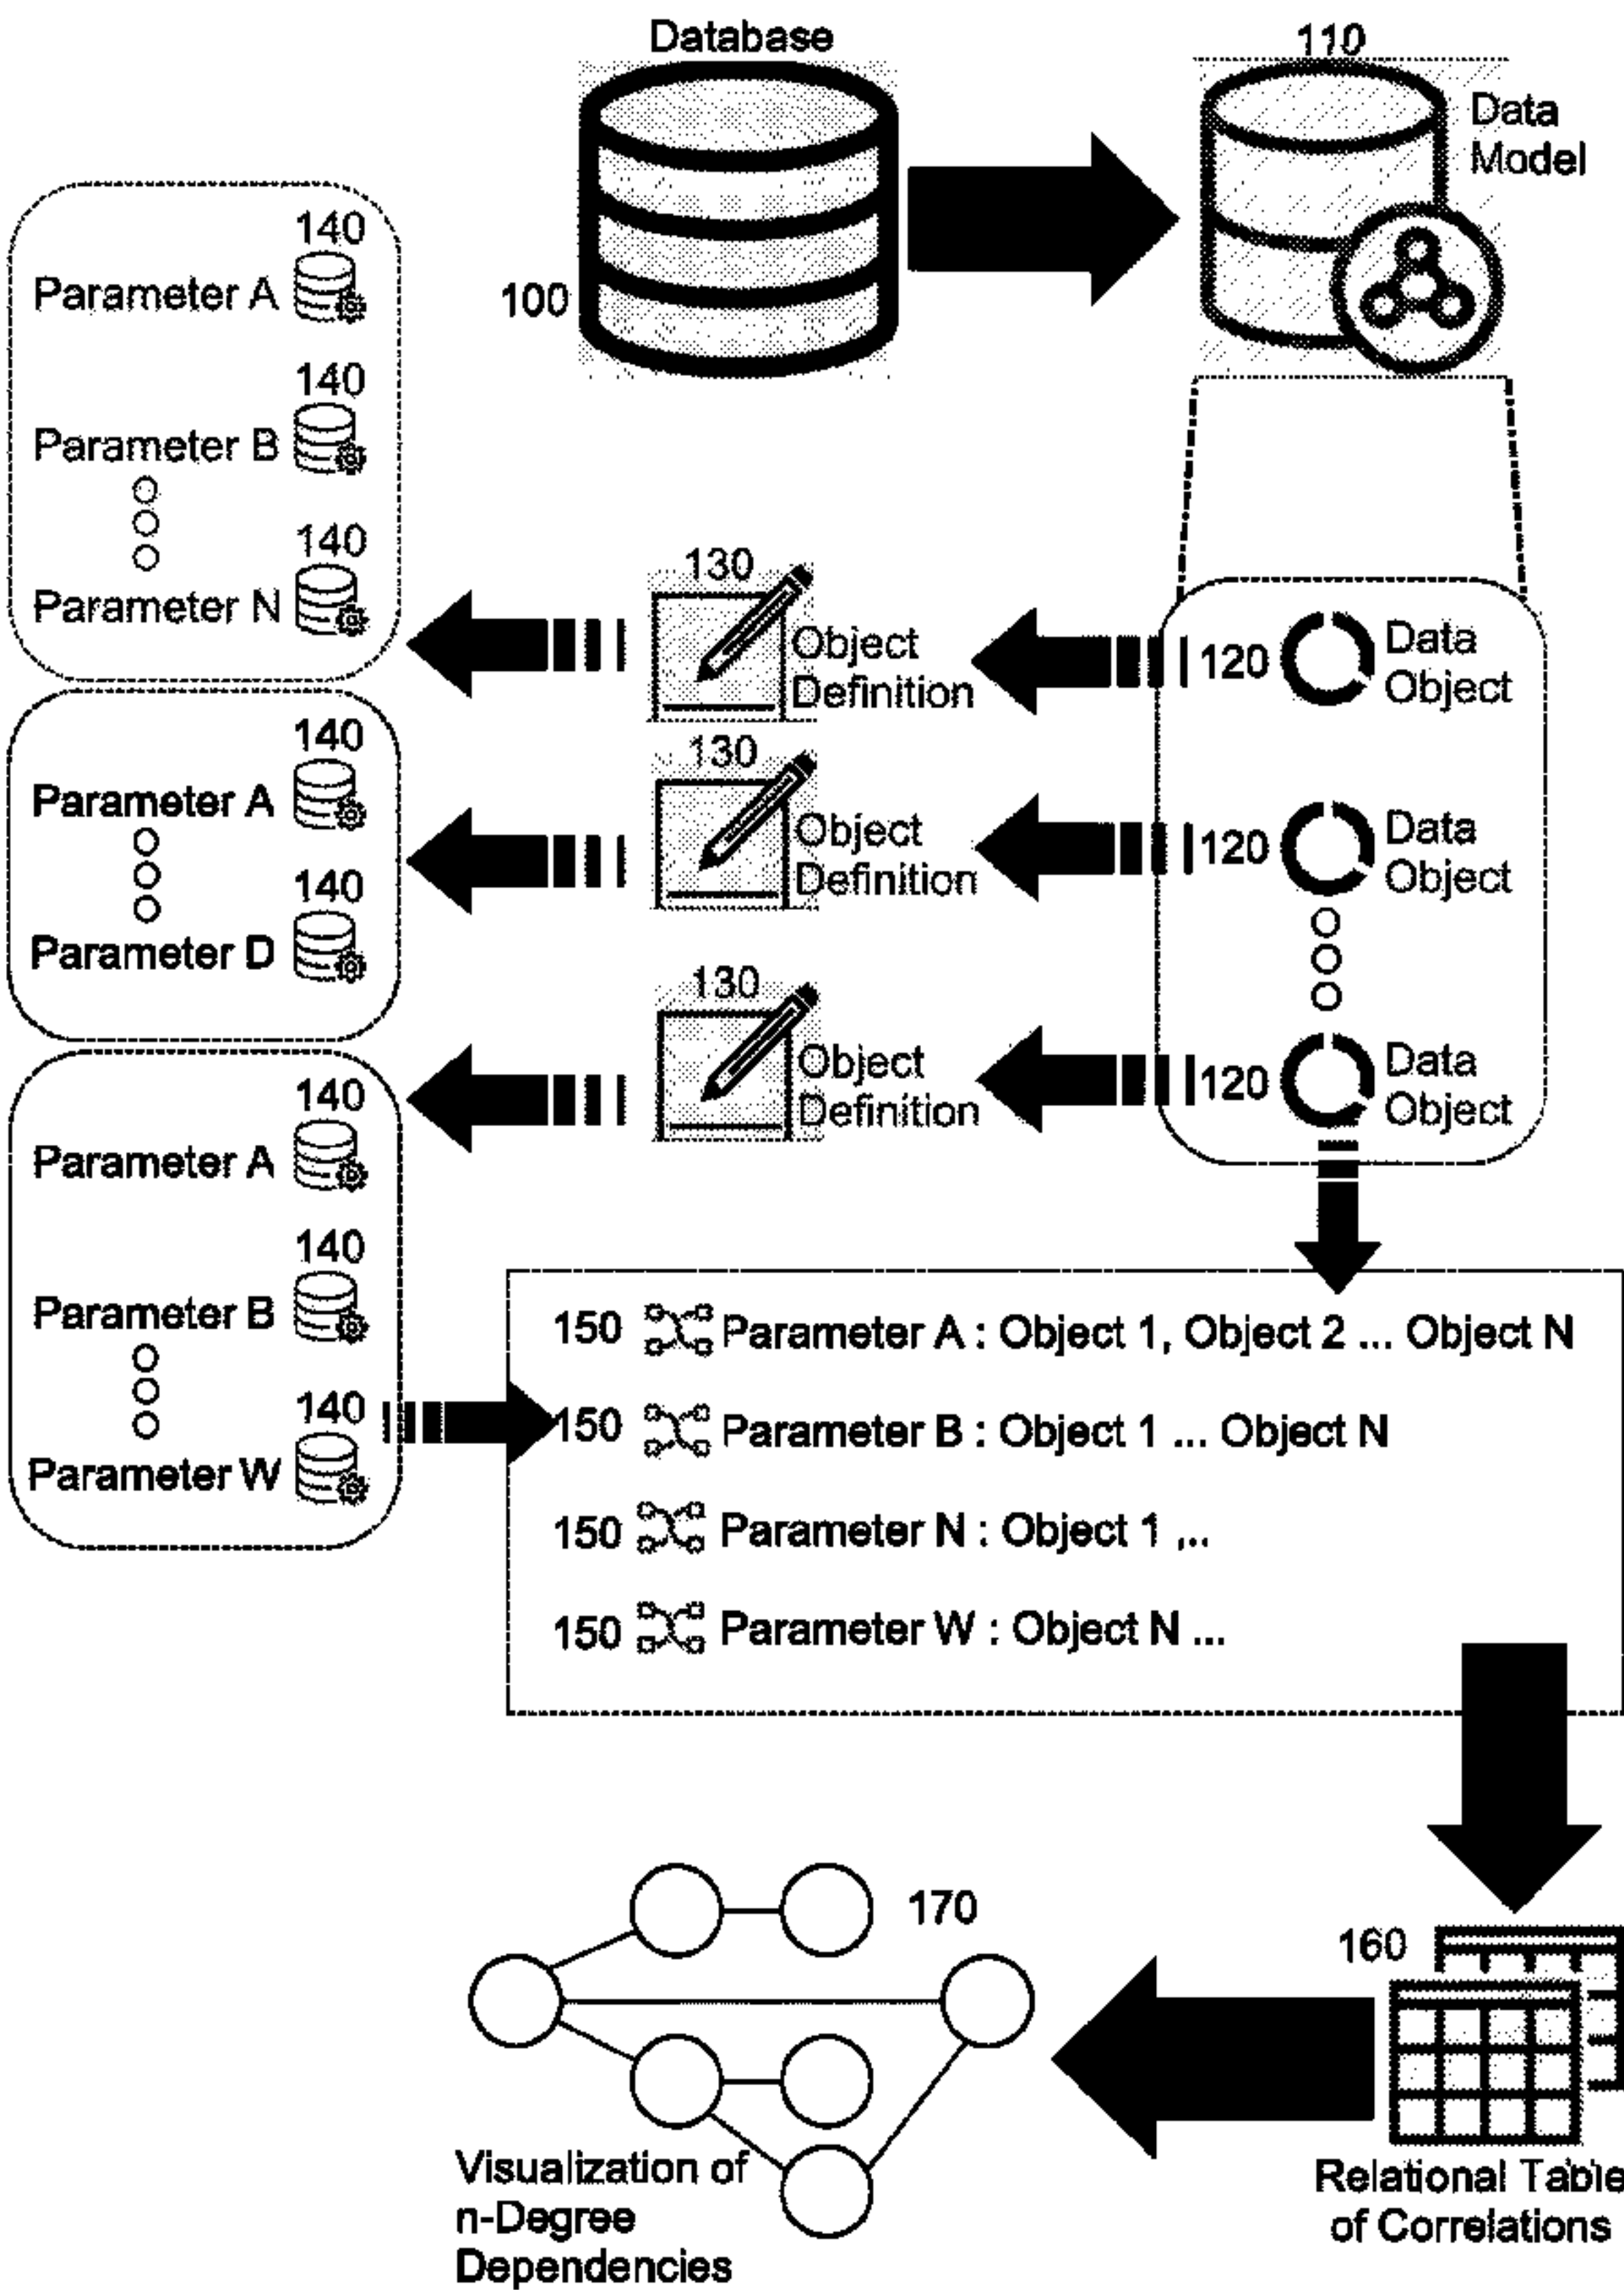 Database
110
Data
Model
100
140
Parameter A
140
Parameter B
140
Parameter N
130
Object
Definition
120
Data
Object
140
Parameter A
140
Parameter D
130
Object
Definition
120
Data
Object
130
Object
Definition
120
Data
Object
140
Parameter A
140
Parameter B
140
Parameter W
150 Parameter A : Object 1, Object 2 ... Object N
150 Parameter B : Object 1 ... Object N
150 Parameter N : Object 1 ,..
150 Parameter W : Object N ...
170
160
Visualization of
n-Degree
Dependencies
Relational Table
of Correlations